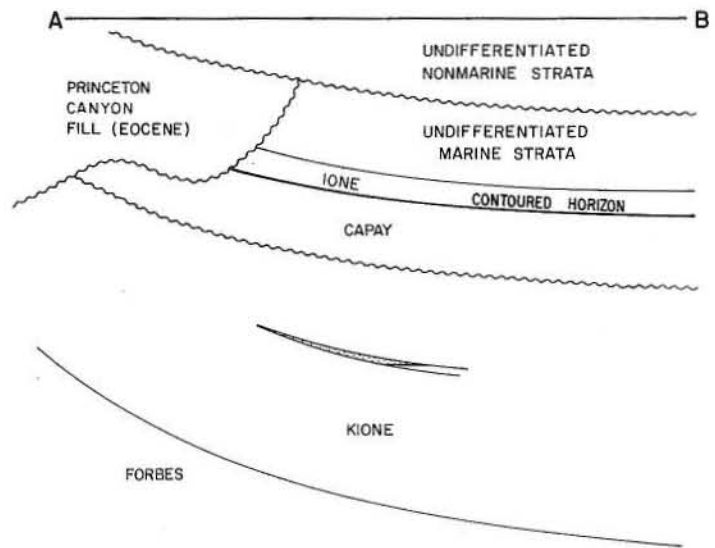 A
B
UNDIFFERENTIATED
NONMARINE STRATA
PRINCETON
CANYON
FILL (EOCENE)
UNDIFFERENTIATED
MARINE STRATA
IONE
CONTOURED HORIZON
CAPAY
KIONE
FORBES